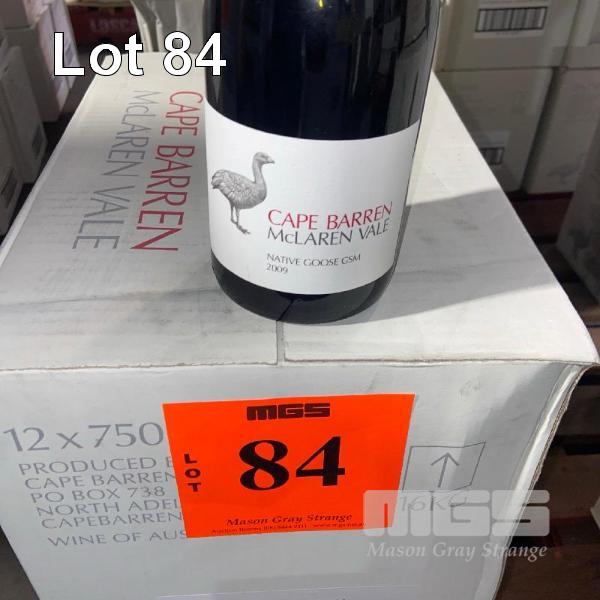 Lot 84
CAPE BARREN
McLAREN VALE
CAPE BARREN
McLAREN VALE
NATIVE GOOSE GSM
2009
12 x 750
PRODUCED
CAPE BARREN
PO BOX 738
NORTH ADEL
CAPEBARREN
WINE OF AUS
MGS
LOT
84
Mason Gray Strange
16KG
MGS
Mason Gray Strange